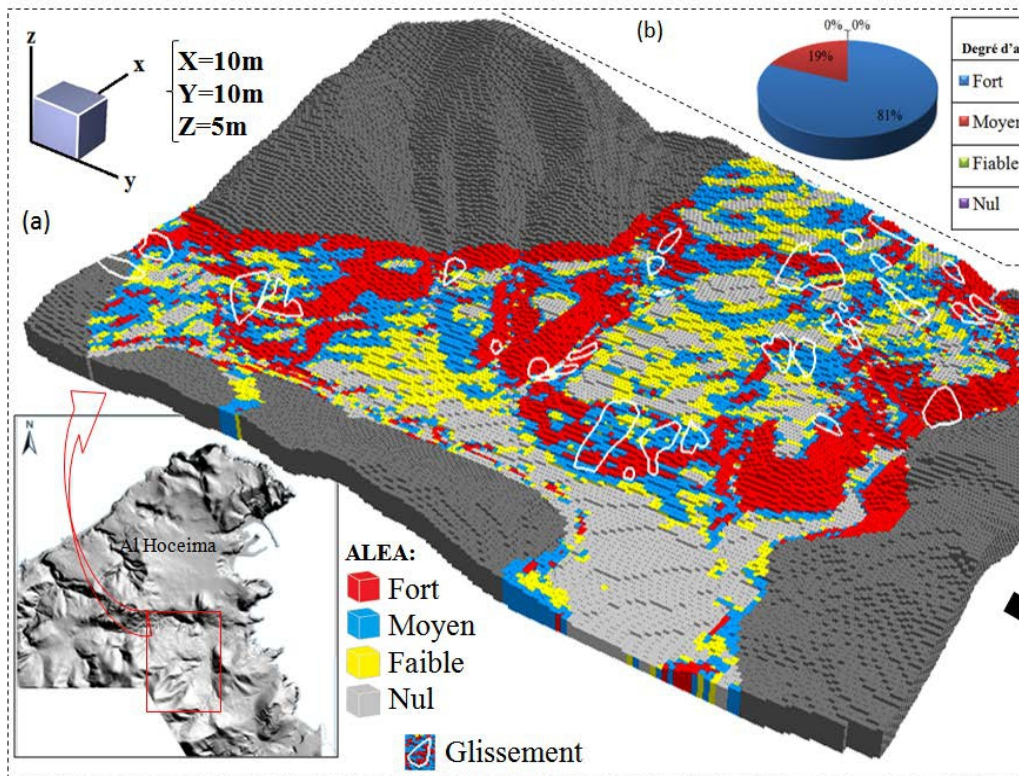 z
x
y
X=10m
Y=10m
Z=5m
(b)
0%
0%
19%
81%
Degré d'a
Fort
Moyen
Fiable
Nul
(a)
N
Al Hoceima
ALEA:
Fort
Moyen
Faible
Nul
Glissement